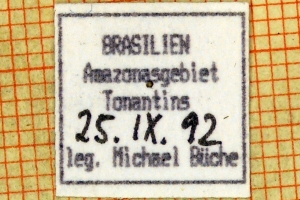 BRASILIEN
Amazonasgebiet
Tonantins
25. IX. 92
leg. Michael Büche